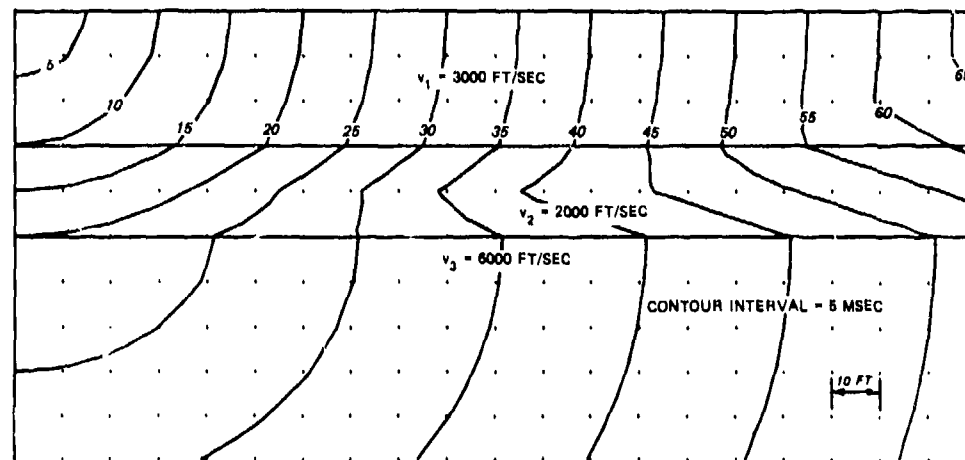 5
v1 = 3000 FT/SEC
10
15
20
25
30
35
40
45
50
55
60
v2 = 2000 FT/SEC
v3 = 6000 FT/SEC
CONTOUR INTERVAL = 5 MSEC
10 FT